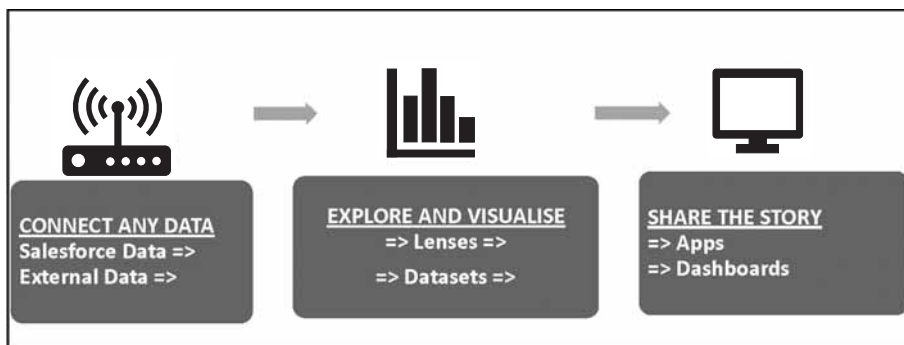 CONNECT ANY DATA
Salesforce Data =>
External Data =>
EXPLORE AND VISUALISE
=> Lenses =>
=> Datasets =>
SHARE THE STORY
=> Apps
=> Dashboards